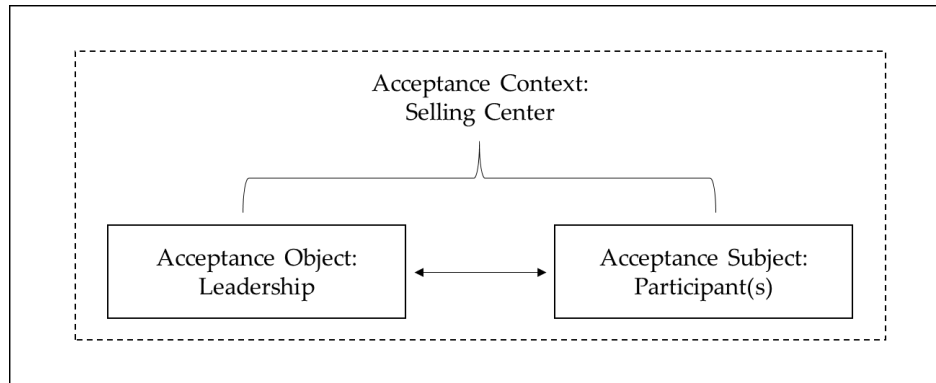 Acceptance Context:
Selling Center
Acceptance Object:
Leadership
Acceptance Subject:
Participant(s)